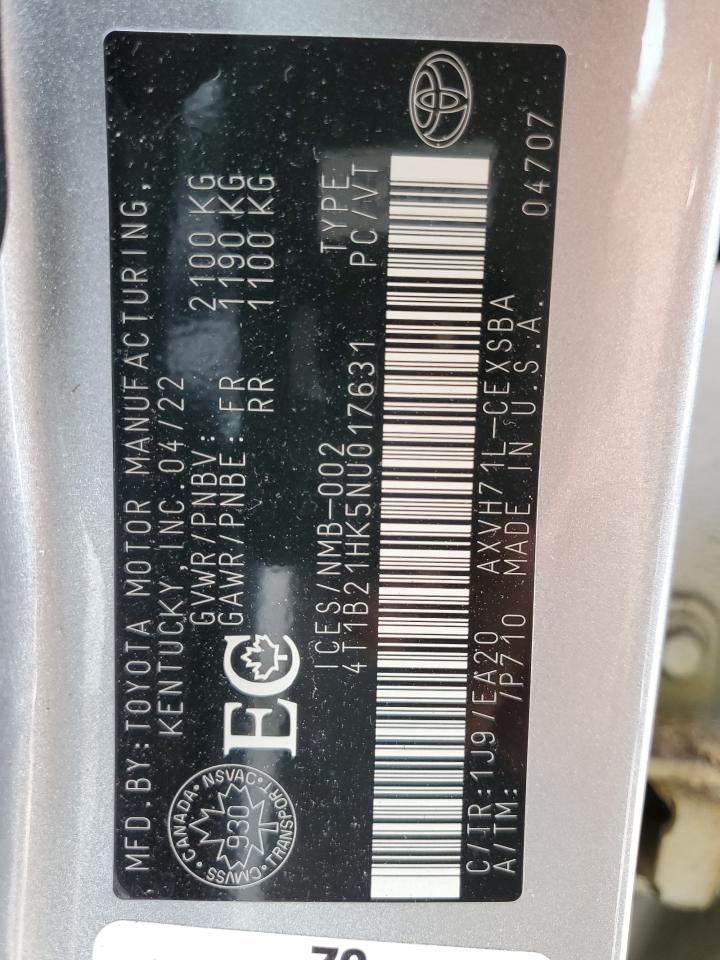 MFD.BY:TOYOTA MOTOR MANUFACTURING,
KENTUCKY,INC.04/22
GVWR/PNBV: 2100 KG
GAWR/PNBE: FR 1190 KG
RR 1100 KG
EC
CANADA • NSVAC • TRANSPORT • CMVSS •
930
ICES/NMB-002 TYPE
4T1B21HK5NU017631 PC/VT
C/TR:1J9/EA20 AXVH71L-CEXSBA
A/TM: /P710 MADE IN U.S.A. 04707